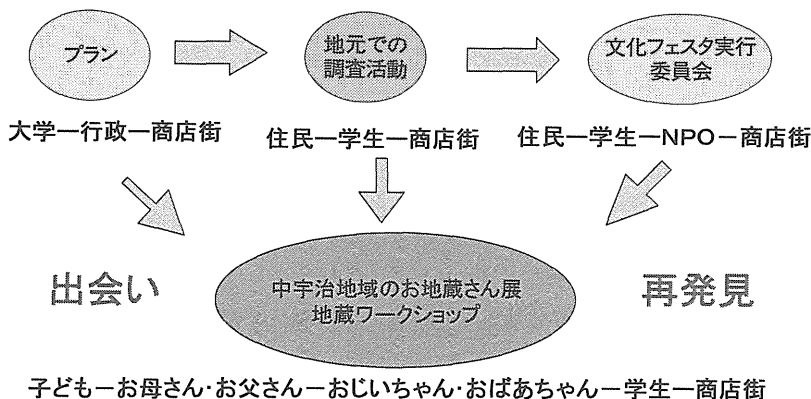 プラン
地元での
調査活動
文化フェスタ実行
委員会
大学ー行政ー商店街
住民ー学生ー商店街
住民ー学生ーNPOー商店街
出会い
中宇治地域のお地蔵さん展
地蔵ワークショップ
再発見
子どもーお母さん・お父さんーおじいちゃん・おばあちゃんー学生ー商店街